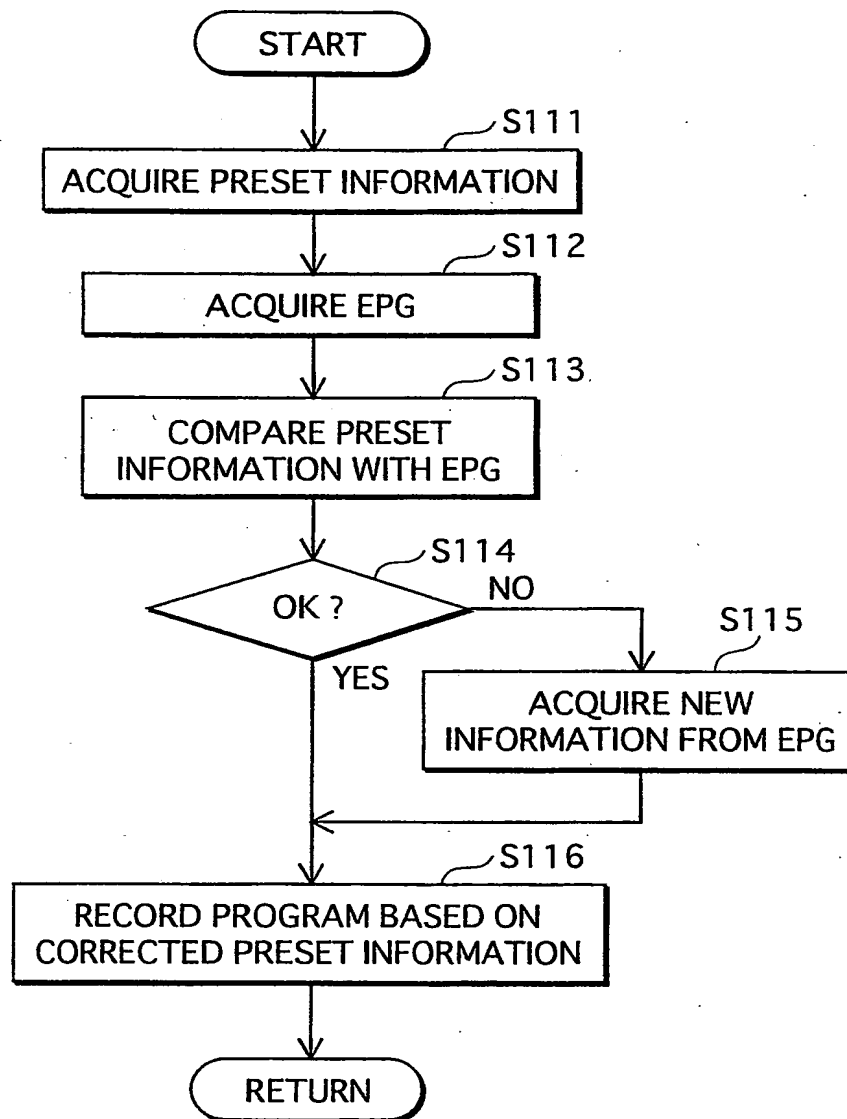 START
S111
ACQUIRE PRESET INFORMATION
S112
ACQUIRE EPG
S113
COMPARE PRESET
INFORMATION WITH EPG
S114
OK ?
NO
YES
S115
ACQUIRE NEW
INFORMATION FROM EPG
S116
RECORD PROGRAM BASED ON
CORRECTED PRESET INFORMATION
RETURN